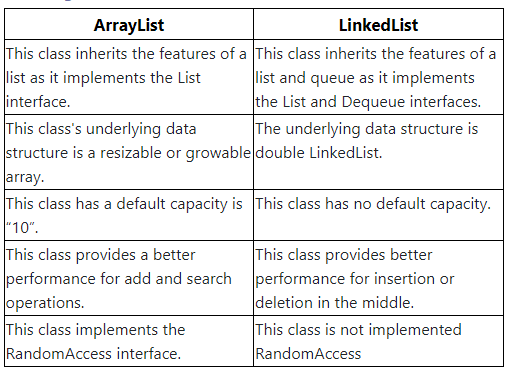 ArrayList
LinkedList
This class inherits the features of a
list as it implements the List
interface.
This class inherits the features of a
list and queue as it implements
the List and Dequeue interfaces.
This class's underlying data
structure is a resizable or growable
array.
The underlying data structure is
double LinkedList.
This class has a default capacity is
“10”.
This class has no default capacity.
This class provides a better
performance for add and search
operations.
This class provides better
performance for insertion or
deletion in the middle.
This class implements the
RandomAccess interface.
This class is not implemented
RandomAccess